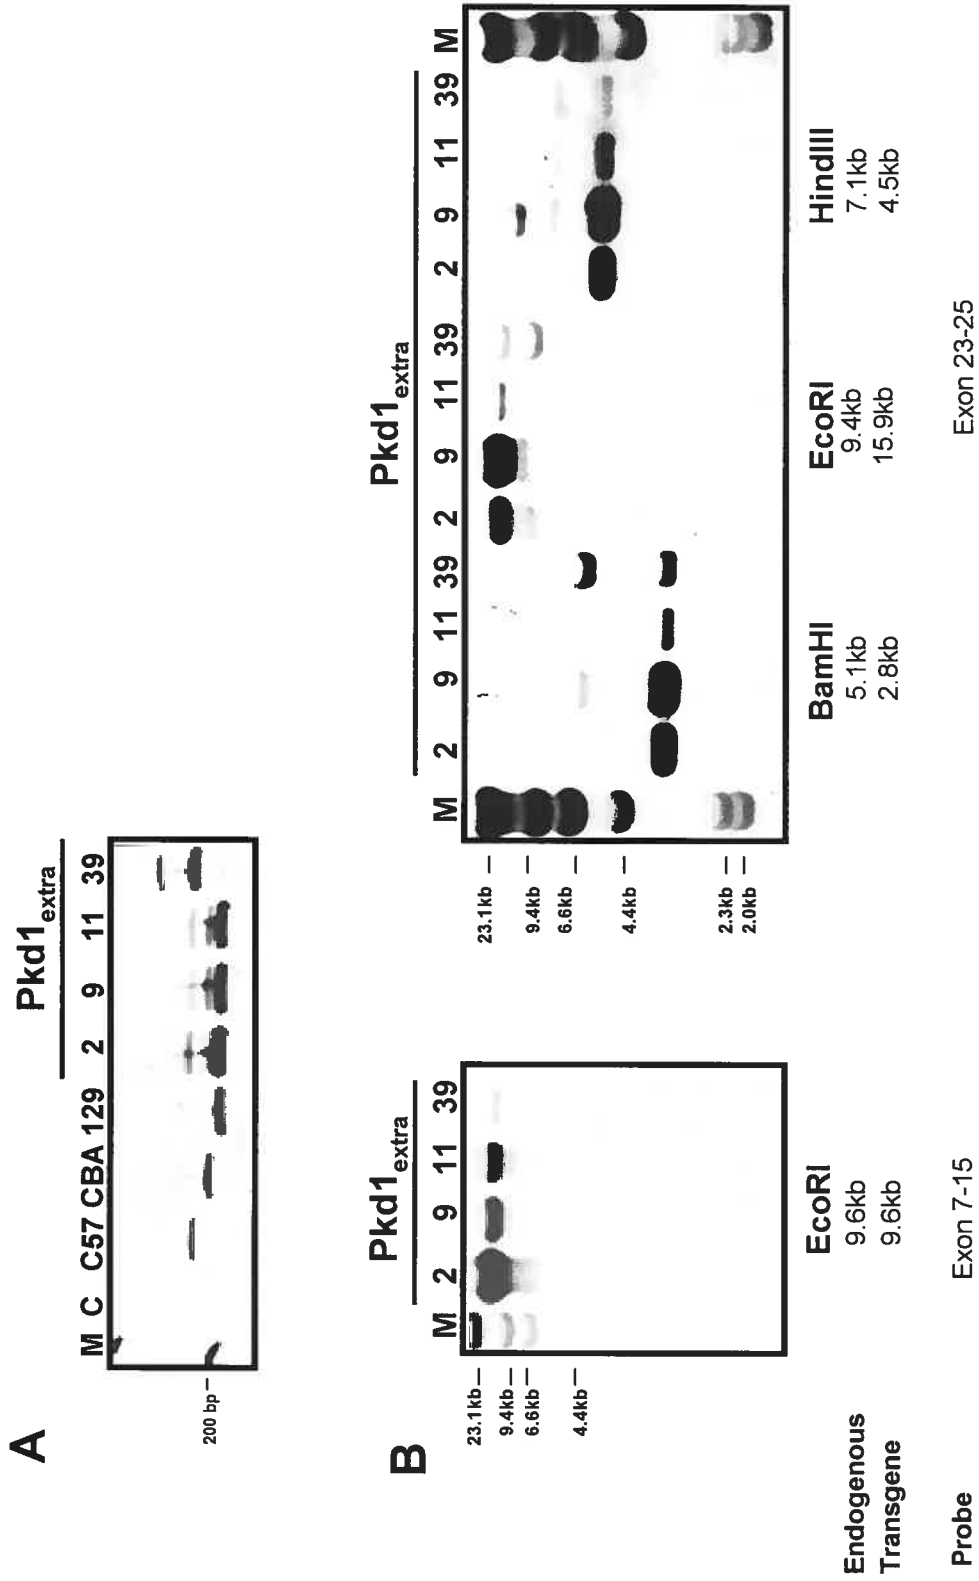 A
Pkd1extra
M C C57 CBA 129 2 9 11 39
200 bp
B
Pkd1extra
M 2 9 11 39
23.1kb
9.4kb
6.6kb
4.4kb
EcoRI
9.6kb
9.6kb
Exon 7-15
Pkd1extra
M 2 9 11 39 2 9 11 39 2 9 11 39 M
23.1kb
9.4kb
6.6kb
4.4kb
2.3kb
2.0kb
BamHI EcoRI HindIII
Endogenous 5.1kb 9.4kb 7.1kb
Transgene 2.8kb 15.9kb 4.5kb
Probe Exon 23-25